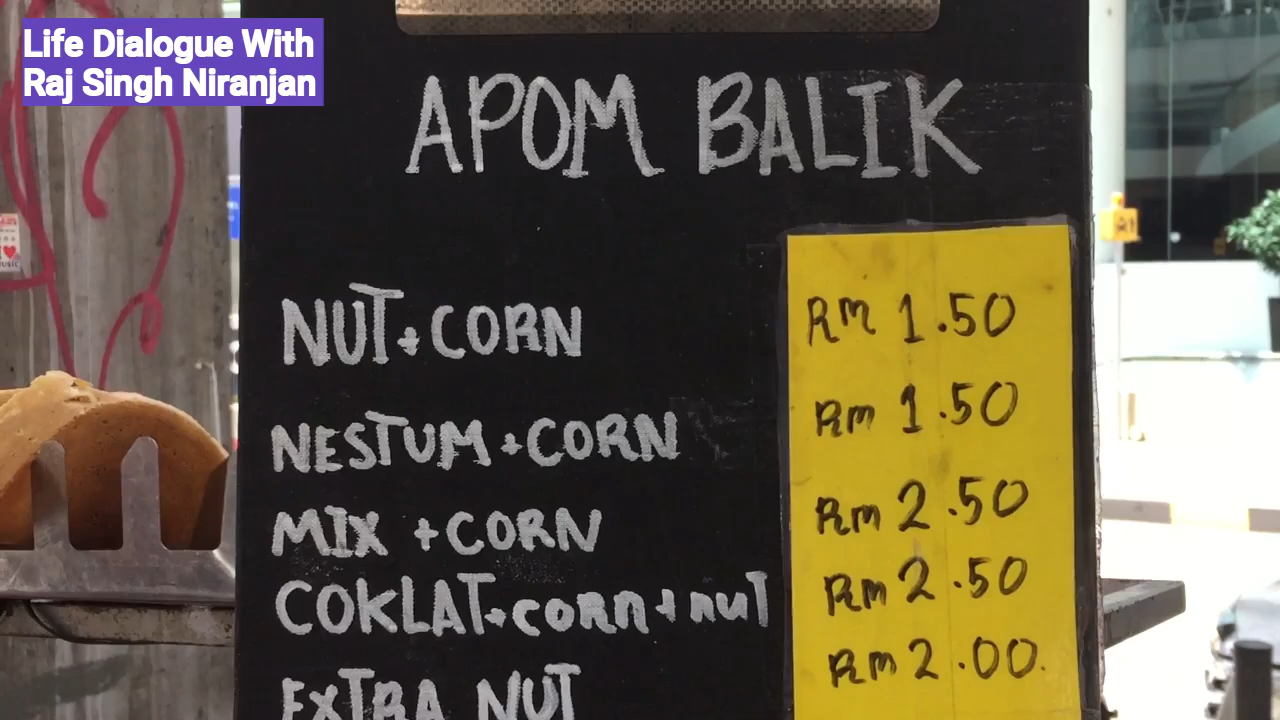 Life Dialogue With
Raj Singh Niranjan
APOM BALIK
NUT+CORN RM 1.50
NESTUM+CORN RM 1.50
MIX +CORN RM 2.50
COKLAT+corn+nuT RM 2.50
EXTRA NUT RM 2.00